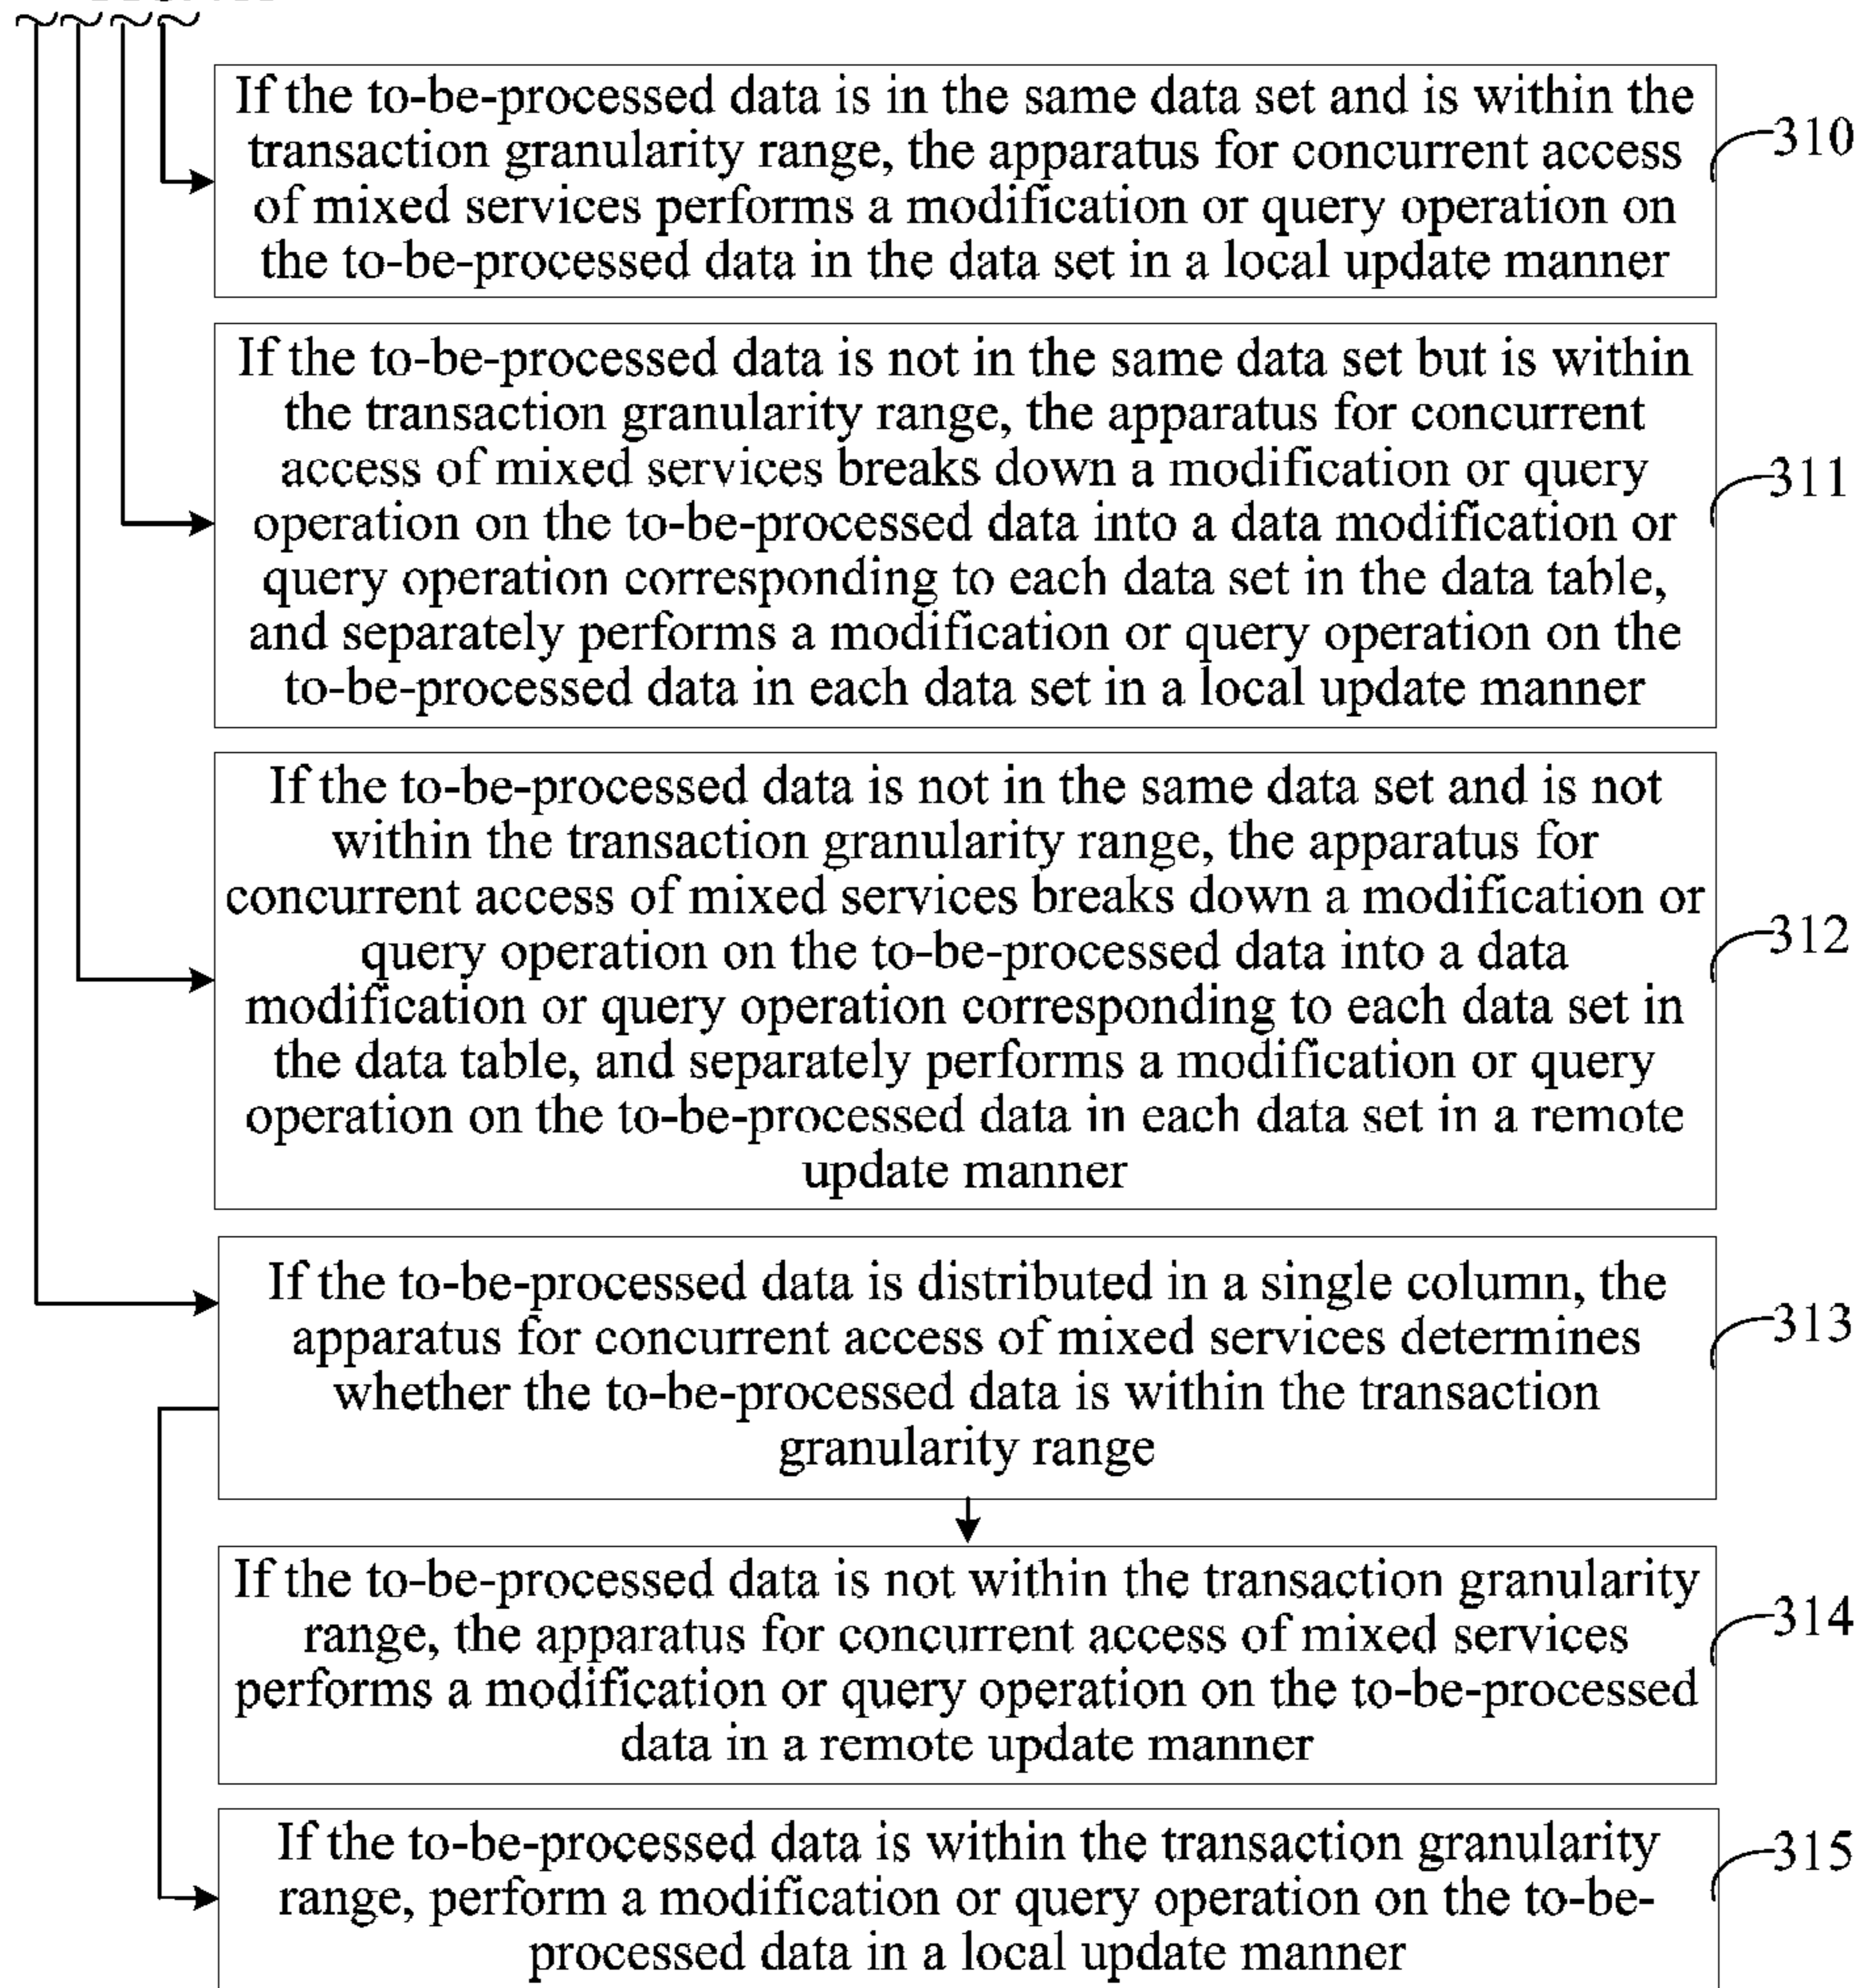 If the to-be-processed data is in the same data set and is within the
transaction granularity range, the apparatus for concurrent access
of mixed services performs a modification or query operation on
the to-be-processed data in the data set in a local update manner
310
If the to-be-processed data is not in the same data set but is within
the transaction granularity range, the apparatus for concurrent
access of mixed services breaks down a modification or query
operation on the to-be-processed data into a data modification or
query operation corresponding to each data set in the data table,
and separately performs a modification or query operation on the
to-be-processed data in each data set in a local update manner
311
If the to-be-processed data is not in the same data set and is not
within the transaction granularity range, the apparatus for
concurrent access of mixed services breaks down a modification or
query operation on the to-be-processed data into a data
modification or query operation corresponding to each data set in
the data table, and separately performs a modification or query
operation on the to-be-processed data in each data set in a remote
update manner
312
If the to-be-processed data is distributed in a single column, the
apparatus for concurrent access of mixed services determines
whether the to-be-processed data is within the transaction
granularity range
313
If the to-be-processed data is not within the transaction granularity
range, the apparatus for concurrent access of mixed services
performs a modification or query operation on the to-be-processed
data in a remote update manner
314
If the to-be-processed data is within the transaction granularity
range, perform a modification or query operation on the to-be-
processed data in a local update manner
315